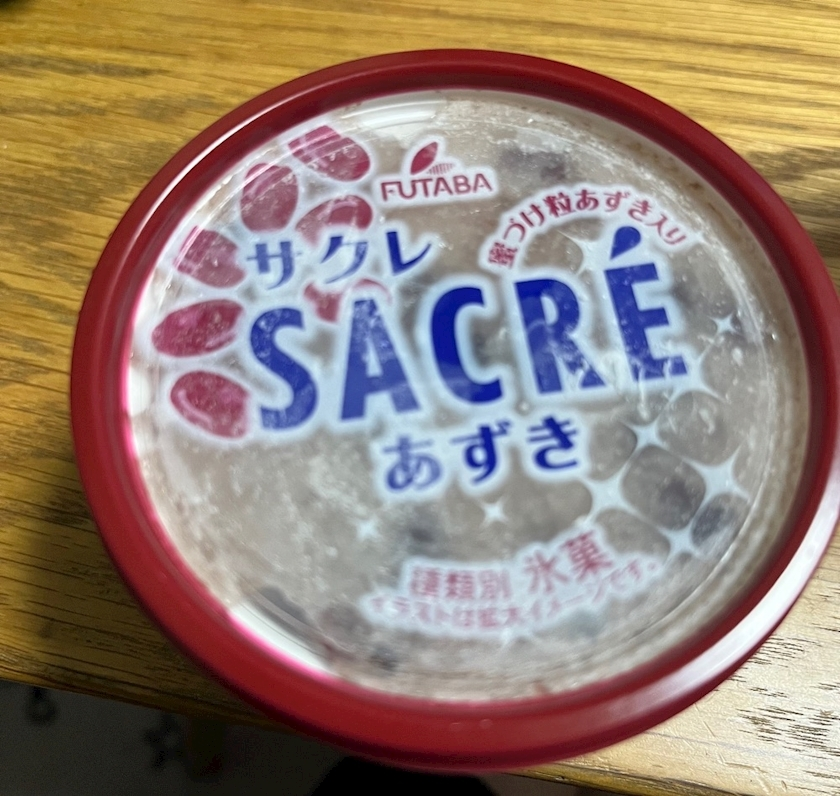 FUTABA
蜜づけ粒あずき入り
サクレ
SACRÉ
あずき
種類別 氷菓
イラストは拡大イメージです。